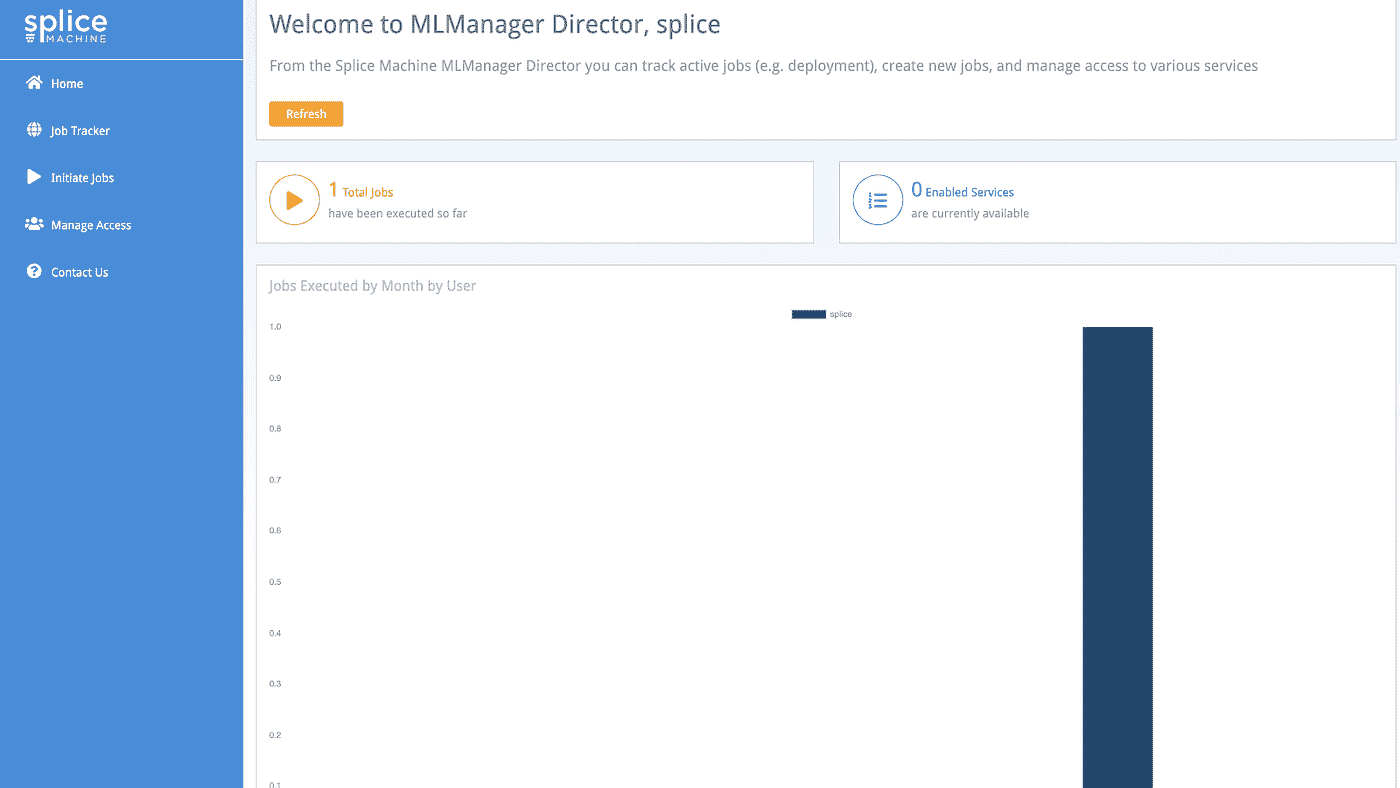 splice
MACHINE
Home
Job Tracker
Initiate Jobs
Manage Access
Contact Us
Welcome to MLManager Director, splice
From the Splice Machine MLManager Director you can track active jobs (e.g. deployment), create new jobs, and manage access to various services
Refresh
1 Total Jobs
have been executed so far
0 Enabled Services
are currently available
Jobs Executed by Month by User
splice
1.0
0.9
0.8
0.7
0.6
0.5
0.4
0.3
0.2
0.1